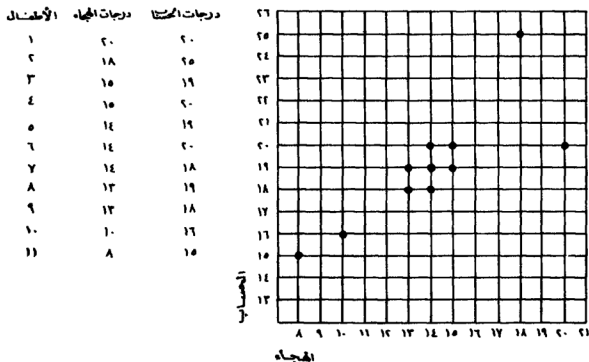 الأطفال درجات الهجاء درجات الحساب
١ ٢٠ ٢٠
٢ ١٨ ٢٥
٣ ١٥ ١٩
٤ ١٥ ٢٠
٥ ١٤ ١٩
٦ ١٤ ٢٠
٧ ١٤ ١٨
٨ ١٣ ١٩
٩ ١٣ ١٨
١٠ ١٠ ١٦
١١ ٨ ١٥
٢٦
٢٥
٢٤
٢٣
٢٢
٢١
٢٠
١٩
١٨
١٧
١٦
١٥
١٤
١٣
الحساب
٨ ٩ ١٠ ١١ ١٢ ١٣ ١٤ ١٥ ١٦ ١٧ ١٨ ١٩ ٢٠ ٢١
الهجاء